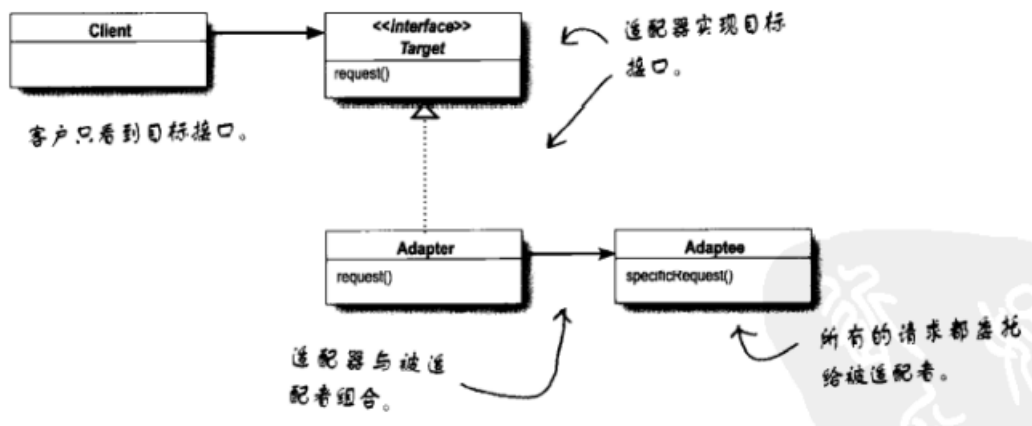 Client
<<interface>>
Target
request()
适配器实现目标
接口。
客户只看到目标接口。
Adapter
request()
Adaptee
specificRequest()
适配器与被适
配者组合。
所有的请求都委托
给被适配者。